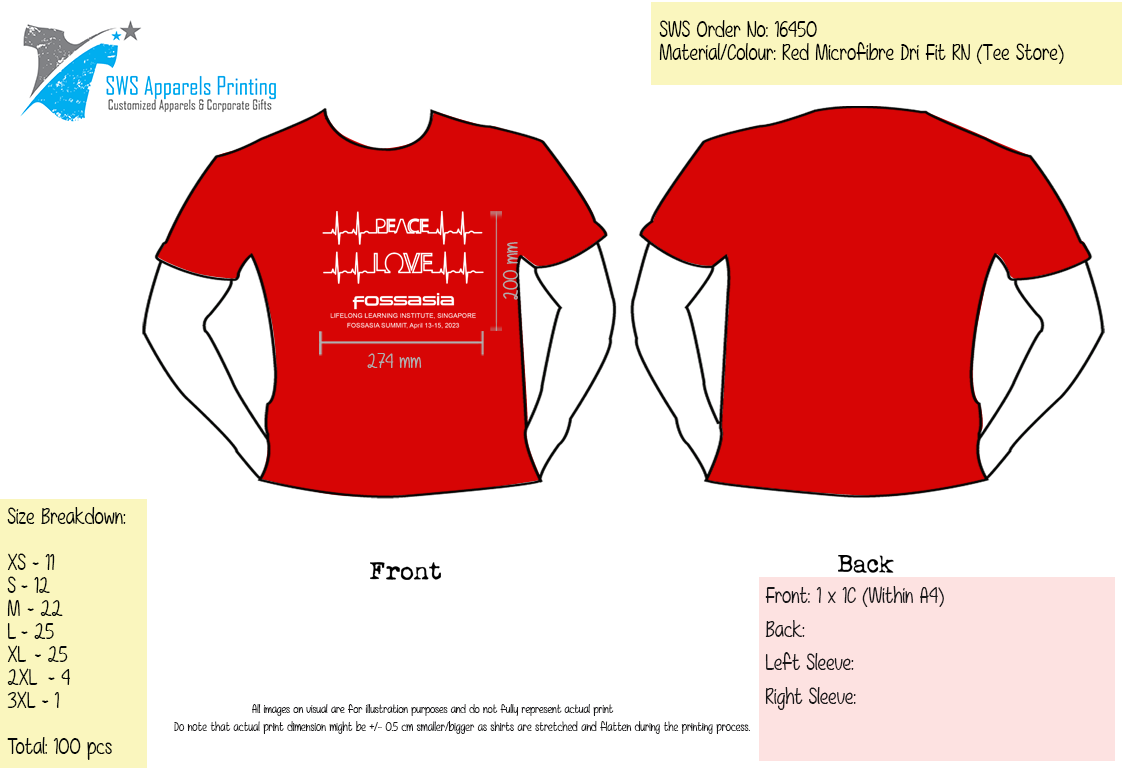 SWS Apparels Printing
Customized Apparels & Corporate Gifts
SWS Order No: 16450
Material/Colour: Red Microfibre Dri Fit RN (Tee Store)
PEACE
LOVE
fossasia
LIFELONG LEARNING INSTITUTE, SINGAPORE
FOSSASIA SUMMIT, April 13-15, 2023
200 mm
274 mm
Size Breakdown:
XS - 11
S - 12
M - 22
L - 25
XL - 25
2XL - 4
3XL - 1
Total: 100 pcs
Front
Back
Front: 1 x 1C (Within A4)
Back:
Left Sleeve:
Right Sleeve:
All images on visual are for illustration purposes and do not fully represent actual print
Do note that actual print dimension might be +/- 0.5 cm smaller/bigger as shirts are stretched and flatten during the printing process.